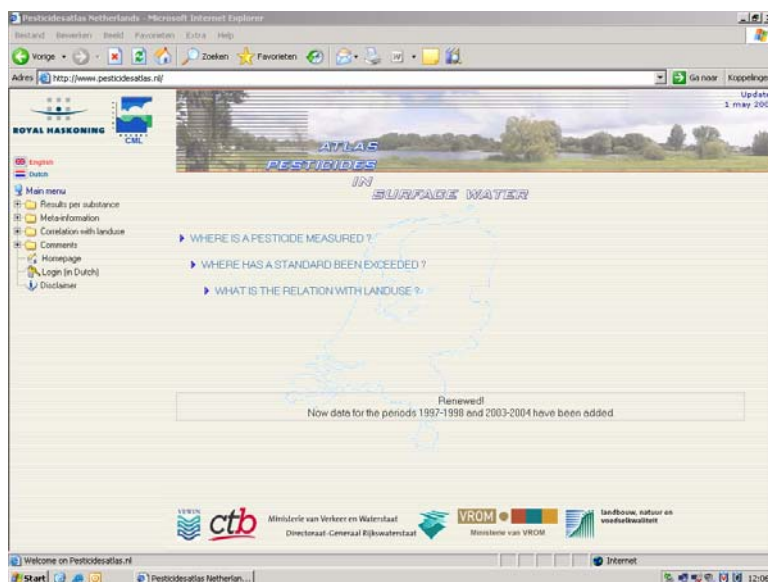 Pesticidesatlas Netherlands - Microsoft Internet Explorer
Bestand Bewerken Beeld Favorieten Extra Help
Vorige Zoeken Favorieten
Adres http://www.pesticidesatlas.nl/ Ga naar Koppelingen
Update
1 may 200
ROYAL HASKONING
CML
ATLAS
PESTICIDES
IN
SURFACE WATER
English
Dutch
Main menu
Results per substance
Meta-information
Correlation with landuse
Comments
Homepage
Login (in Dutch)
Disclaimer
WHERE IS A PESTICIDE MEASURED ?
WHERE HAS A STANDARD BEEN EXCEEDED ?
WHAT IS THE RELATION WITH LANDUSE ?
Renewed!
Now data for the periods 1997-1998 and 2003-2004 have been added.
VEWIN
ctb
Ministerie van Verkeer en Waterstaat
Directoraat-Generaal Rijkswaterstaat
VROM
Ministerie van VROM
landbouw, natuur en
voedselkwaliteit
Welcome on Pesticidesatlas.nl Internet
Start Pesticidesatlas Netherlan... 12:06